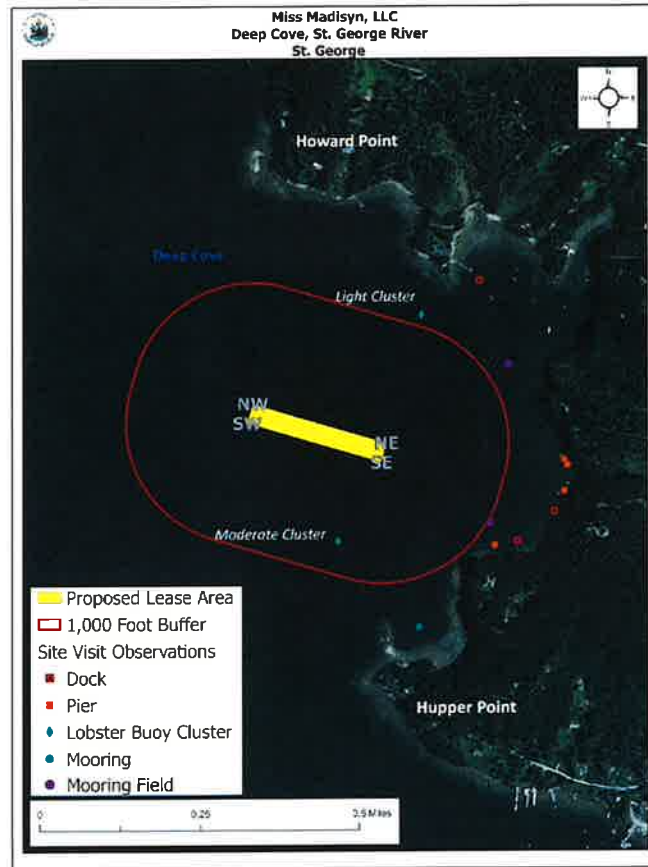 Miss Madisyn, LLC
Deep Cove, St. George River
St. George
Howard Point
Deep Cove
Light Cluster
NW
SW
NE
SE
Moderate Cluster
Proposed Lease Area
1,000 Foot Buffer
Site Visit Observations
Dock
Pier
Lobster Buoy Cluster
Mooring
Mooring Field
Hupper Point
0 0.25 0.5 Miles